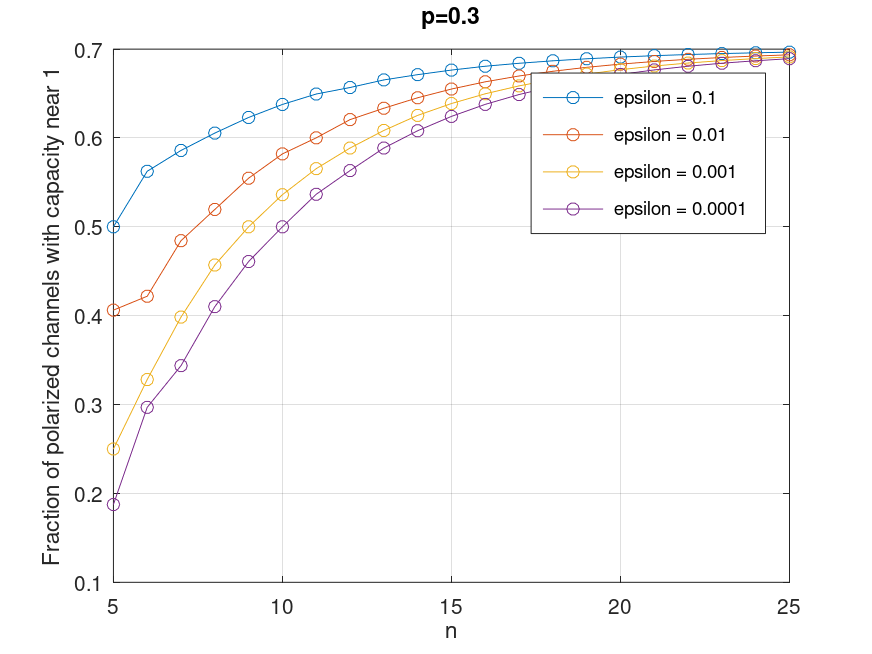 p=0.3
Fraction of polarized channels with capacity near 1
0.7
0.6
0.5
0.4
0.3
0.2
0.1
epsilon = 0.1
epsilon = 0.01
epsilon = 0.001
epsilon = 0.0001
5
10
15
20
25
n